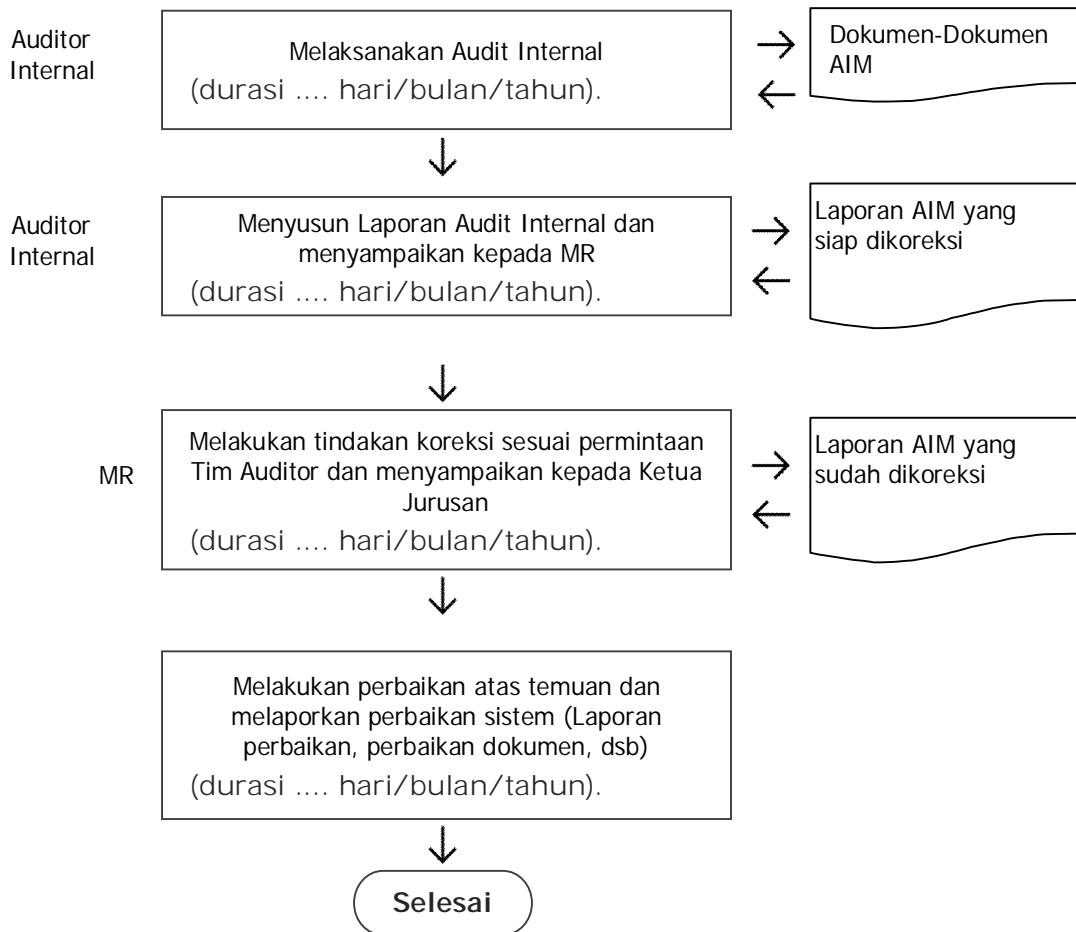 Auditor
Internal
Melaksanakan Audit Internal
(durasi .... hari/bulan/tahun).
Dokumen-Dokumen
AIM
Auditor
Internal
Menyusun Laporan Audit Internal dan
menyampaikan kepada MR
(durasi .... hari/bulan/tahun).
Laporan AIM yang
siap dikoreksi
MR
Melakukan tindakan koreksi sesuai permintaan
Tim Auditor dan menyampaikan kepada Ketua
Jurusan
(durasi .... hari/bulan/tahun).
Laporan AIM yang
sudah dikoreksi
Melakukan perbaikan atas temuan dan
melaporkan perbaikan sistem (Laporan
perbaikan, perbaikan dokumen, dsb)
(durasi .... hari/bulan/tahun).
Selesai